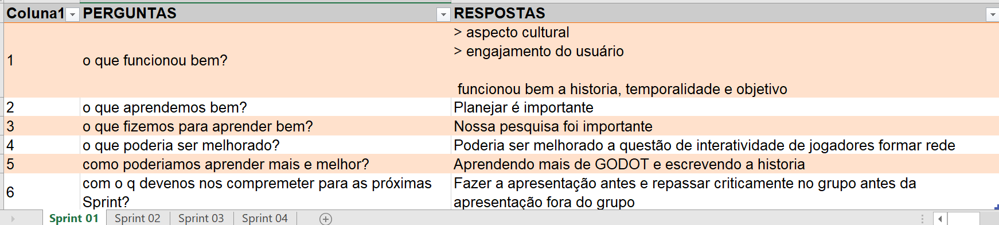 Coluna1 PERGUNTAS RESPOSTAS
> aspecto cultural
> engajamento do usuário
1 o que funcionou bem?
funcionou bem a historia, temporalidade e objetivo
2 o que aprendemos bem? Planejar é importante
3 o que fizemos para aprender bem? Nossa pesquisa foi importante
4 o que poderia ser melhorado? Poderia ser melhorado a questão de interatividade de jogadores formar rede
5 como poderiamos aprender mais e melhor? Aprendendo mais de GODOT e escrevendo a historia
6 com o q devenos nos compremeter para as próximas Sprint?
Fazer a apresentação antes e repassar criticamente no grupo antes da
apresentação fora do grupo
Sprint 01 Sprint 02 Sprint 03 Sprint 04